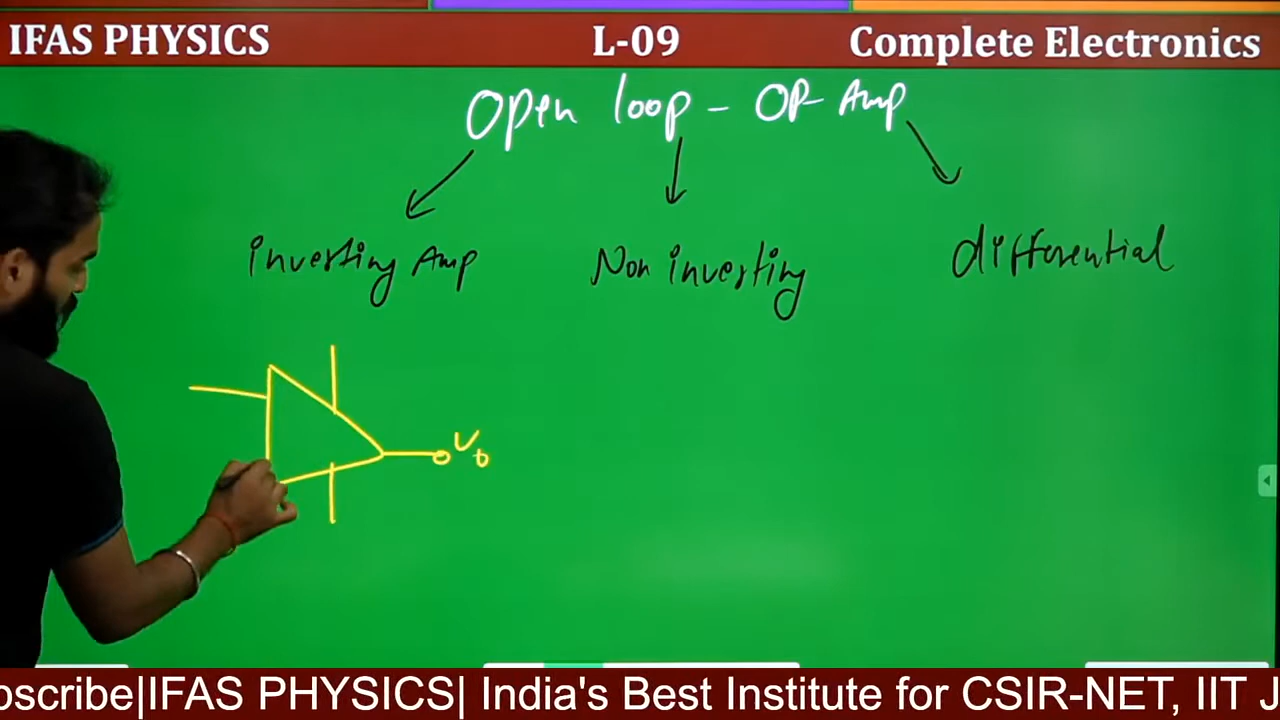 IFAS PHYSICS L-09 Complete Electronics
Open loop - OP Amp
inverting Amp Non inverting differential
V0
bscribe|IFAS PHYSICS| India's Best Institute for CSIR-NET, IIT J